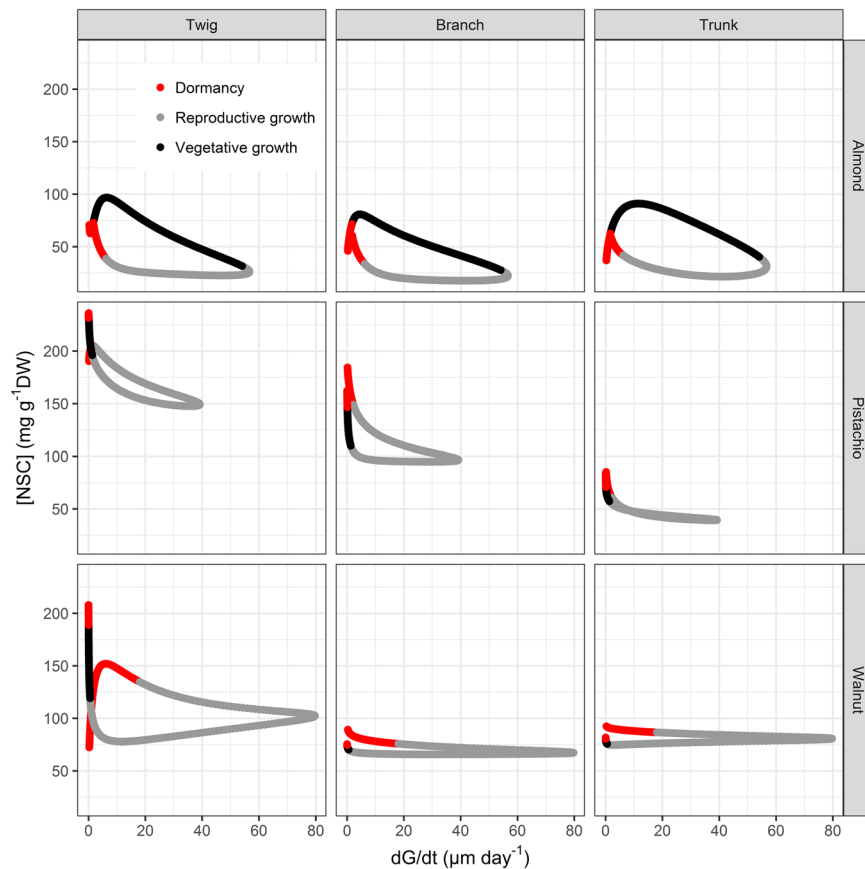 Twig Branch Trunk
Dormancy
Reproductive growth
Vegetative growth
200
150
100
50
Almond
200
150
100
50
Pistachio
200
150
100
50
Walnut
0 20 40 60 80 0 20 40 60 80 0 20 40 60 80
[NSC] (mg g⁻¹DW)
dG/dt (μm day⁻¹)